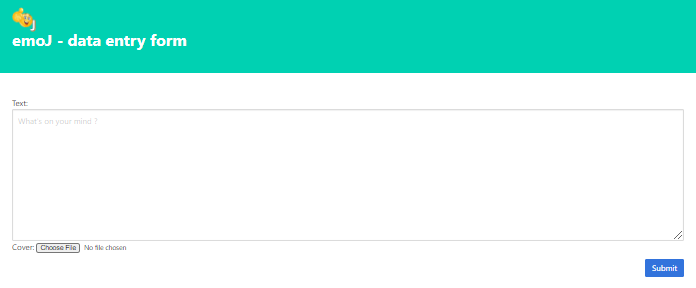 emoJ - data entry form
Text:
What's on your mind ?
Cover: Choose File No file chosen
Submit